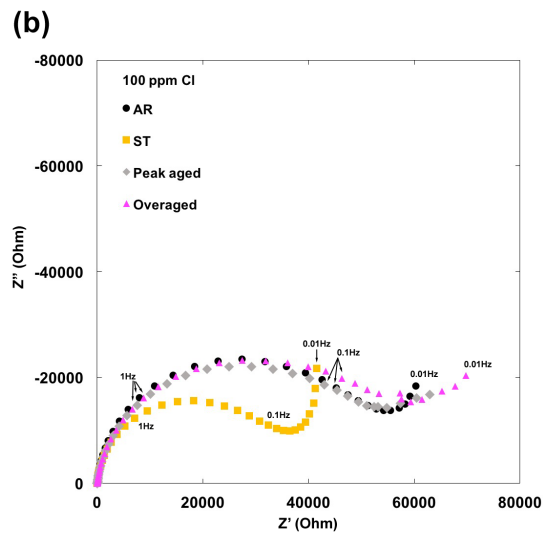 (b)
-80000
-60000
-40000
-20000
0
Z'' (Ohm)
100 ppm Cl
AR
ST
Peak aged
Overaged
1Hz
1Hz
0.1Hz
0.01Hz
0.1Hz
0.01Hz
0.01Hz
0
20000
40000
60000
80000
Z' (Ohm)